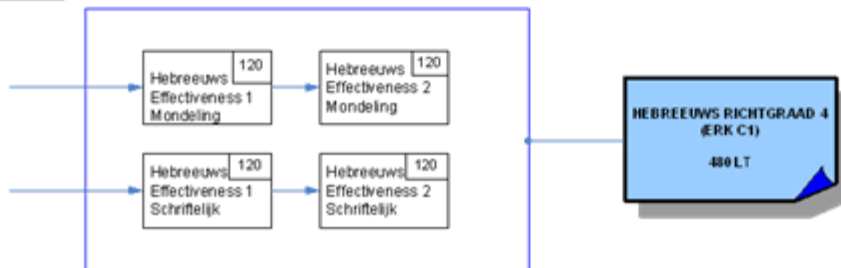 120
Hebreeuws
Effectiveness 1
Mondeling
120
Hebreeuws
Effectiveness 2
Mondeling
120
Hebreeuws
Effectiveness 1
Schriftelijk
120
Hebreeuws
Effectiveness 2
Schriftelijk
HEBREEUWS RICHTGRAAD 4
(ERK C1)
480 LT